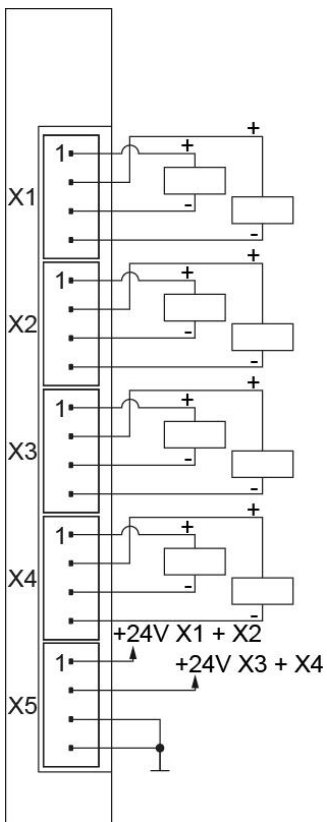 +
1 +
X1
-
-
+
1 +
X2
-
-
+
1 +
X3
-
-
+
1 +
X4
-
-
+24V X1 + X2
1
+24V X3 + X4
X5